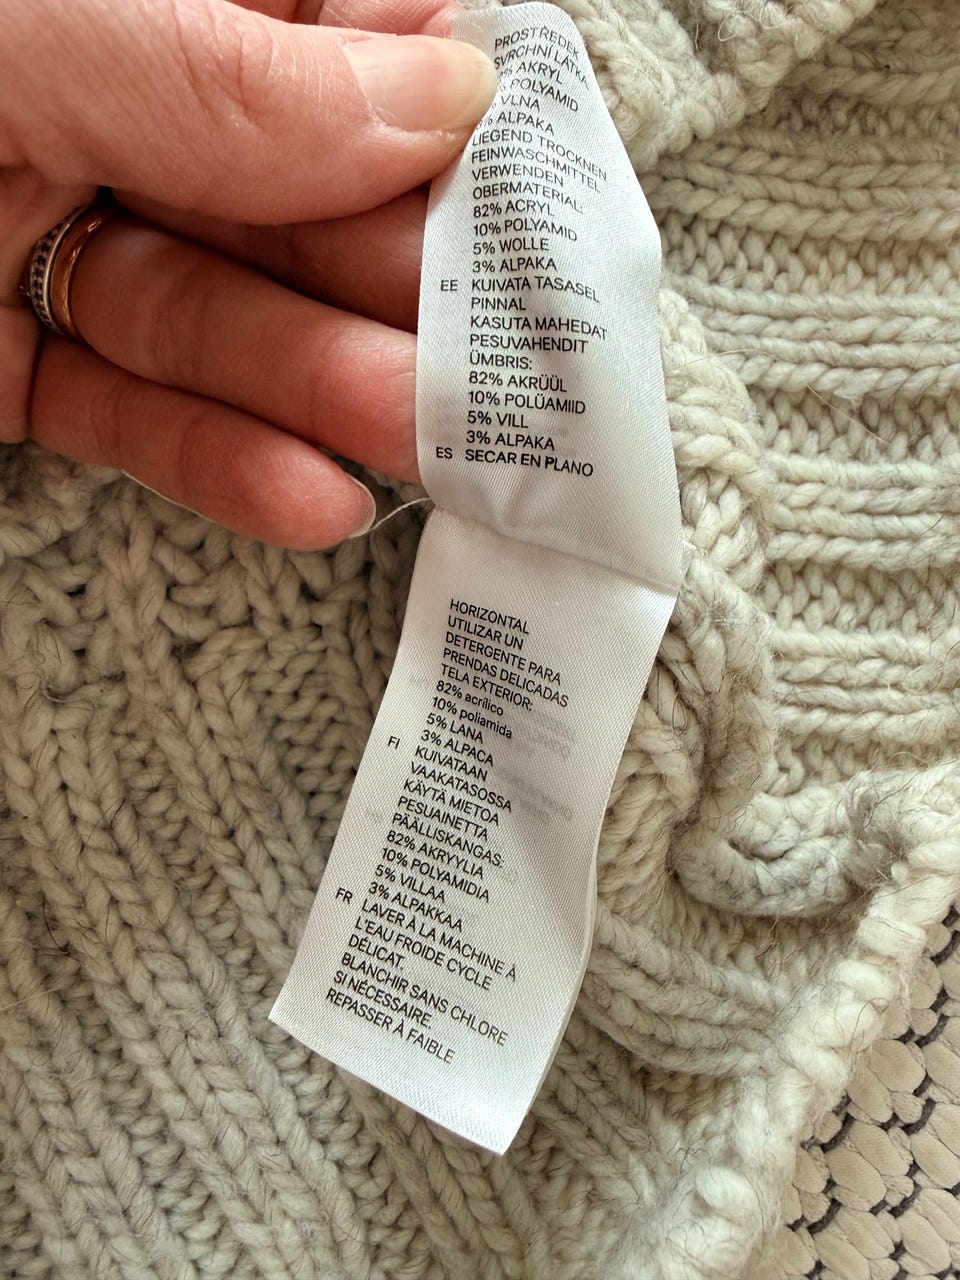 PROSTŘEDEK
SVRCHNÍ LÁTKA
% AKRYL
POLYAMID
VLNA
% ALPAKA
LIEGEND TROCKNEN
FEINWASCHMITTEL
VERWENDEN
OBERMATERIAL:
82% ACRYL
10% POLYAMID
5% WOLLE
3% ALPAKA
EE KUIVATA TASASEL
PINNAL
KASUTA MAHEDAT
PESUVAHENDIT
ÜMBRIS:
82% AKRÜÜL
10% POLÜAMIID
5% VILL
3% ALPAKA
ES SECAR EN PLANO
HORIZONTAL
UTILIZAR UN
DETERGENTE PARA
PRENDAS DELICADAS
TELA EXTERIOR:
82% acrílico
10% poliamida
5% LANA
3% ALPACA
FI KUIVATAAN
VAAKATASOSSA
KÄYTÄ MIETOA
PESUAINETTA
PÄÄLLISKANGAS:
82% AKRYYLIA
10% POLYAMIDIA
5% VILLAA
3% ALPAKKAA
FR LAVER À LA MACHINE À
L'EAU FROIDE CYCLE
DÉLICAT.
BLANCHIR SANS CHLORE
SI NÉCESSAIRE.
REPASSER À FAIBLE